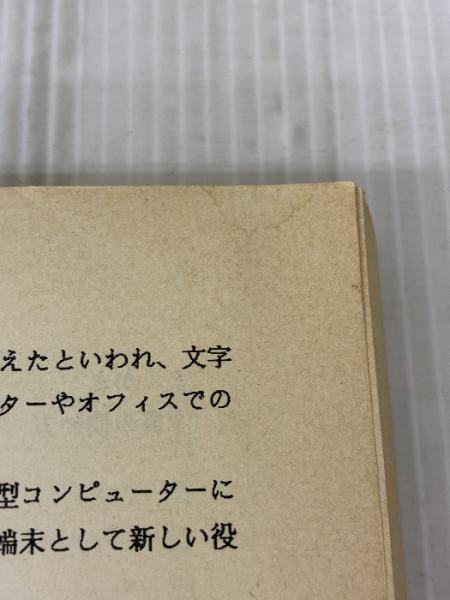 えたといわれ、文字
ターやオフィスでの
型コンピューターに
端末として新しい役